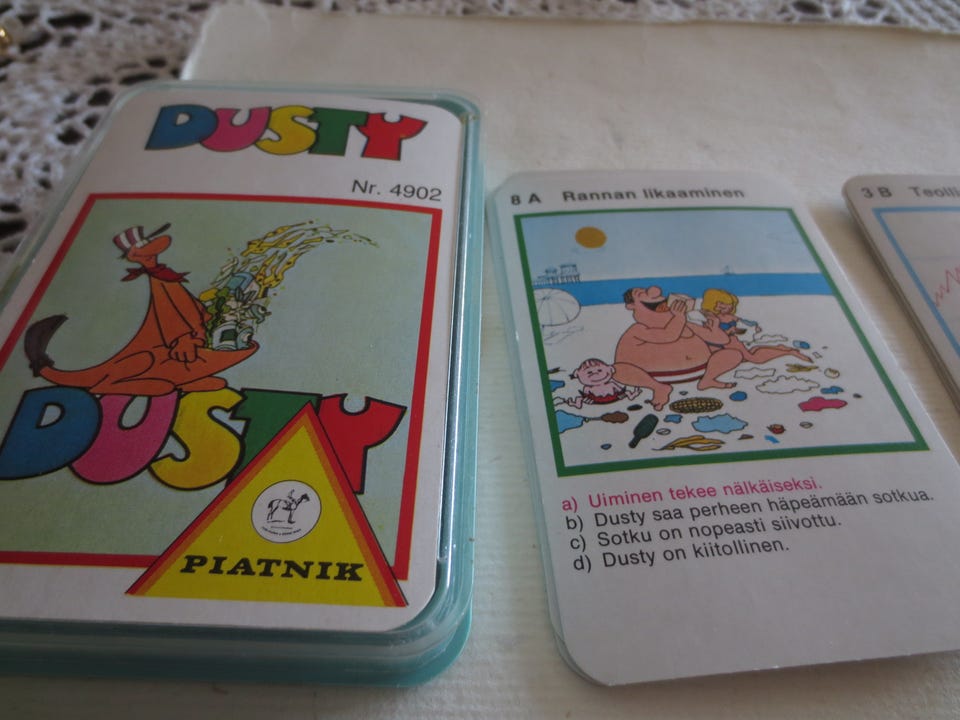 DUSTY
Nr. 4902
DUSTY
PIATNIK
8 A Rannan likaaminen
a) Uiminen tekee nälkäiseksi.
b) Dusty saa perheen häpeämään sotkua.
c) Sotku on nopeasti siivottu.
d) Dusty on kiitollinen.
3 B